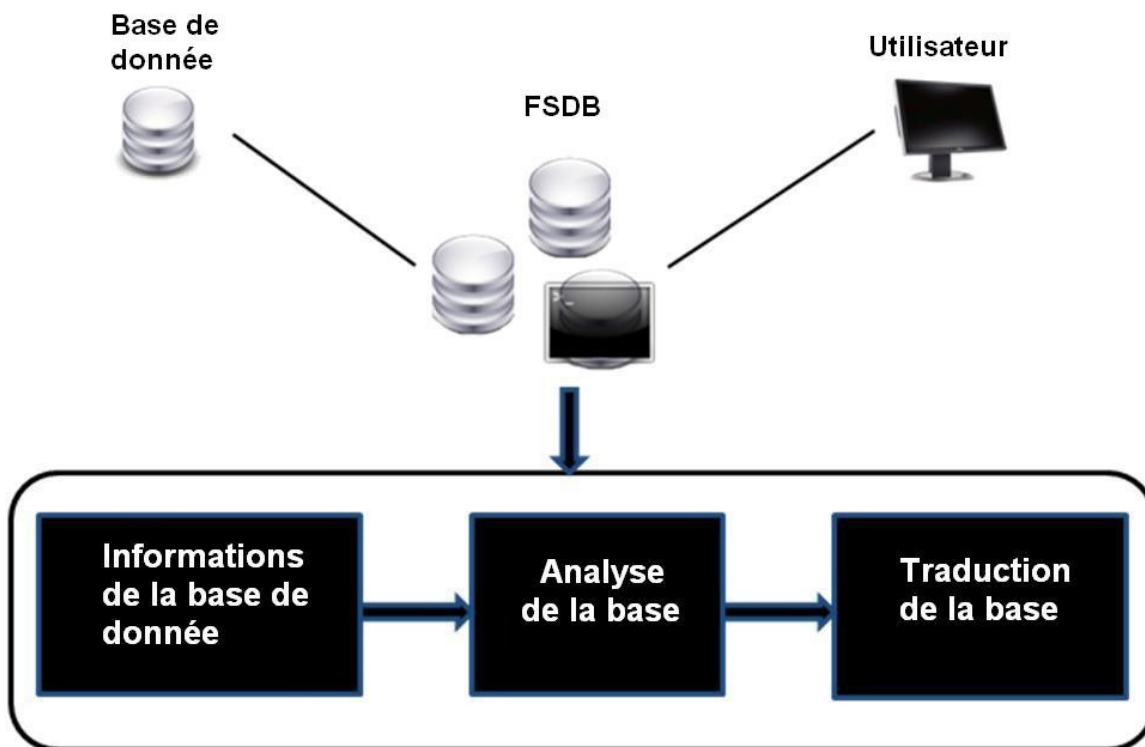 Base de
donnée
Utilisateur
FSDB
Informations
de la base de
donnée
Analyse
de la base
Traduction
de la base